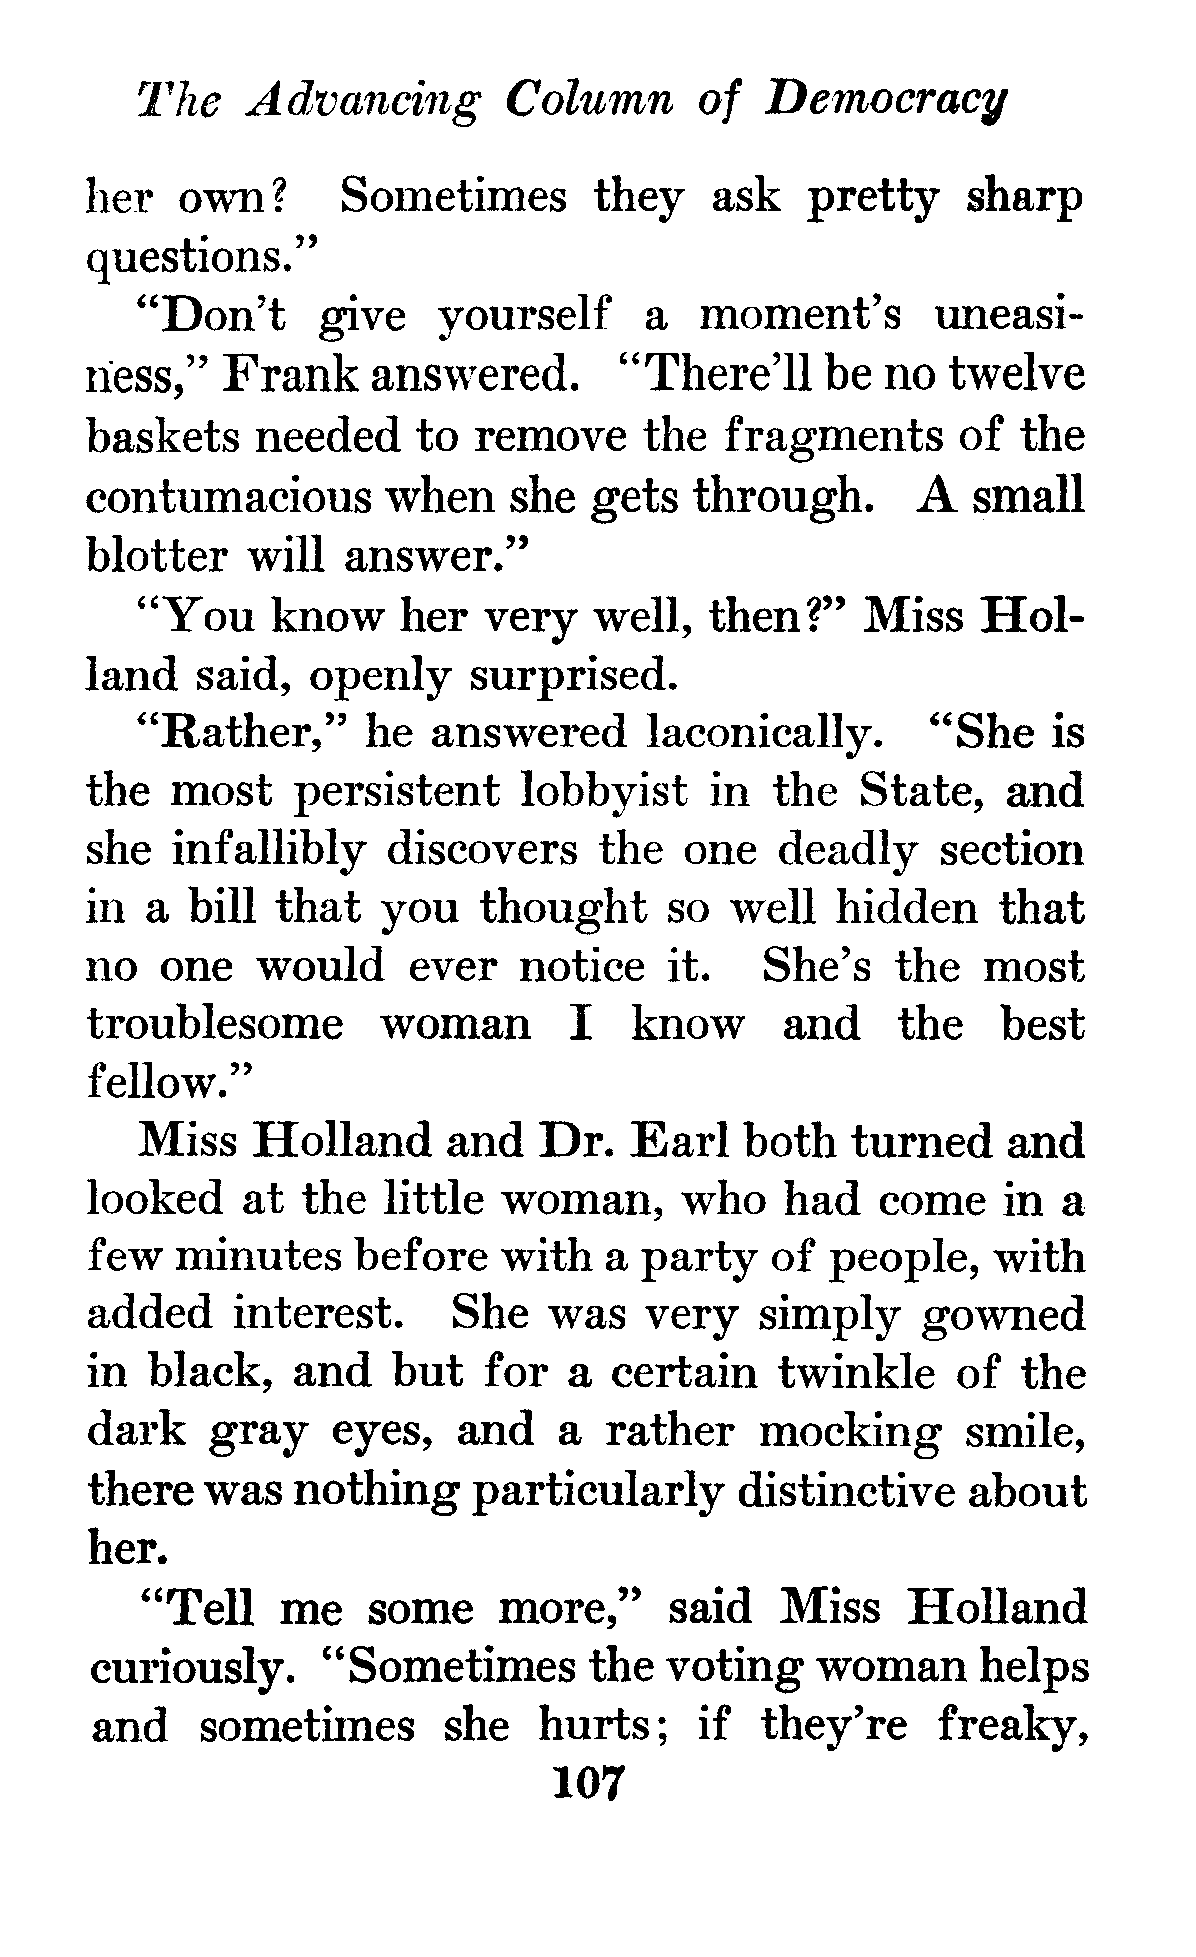 The Advancing Column of Democracy
her own? Sometimes they ask pretty sharp
questions."
"Don't give yourself a moment's uneasi-
ness," Frank answered. "There'll be no twelve
baskets needed to remove the fragments of the
contumacious when she gets through. A small
blotter will answer."
"You know her very well, then?" Miss Hol-
land said, openly surprised.
"Rather," he answered laconically. "She is
the most persistent lobbyist in the State, and
she infallibly discovers the one deadly section
in a bill that you thought so well hidden that
no one would ever notice it. She's the most
troublesome woman I know and the best
fellow."
Miss Holland and Dr. Earl both turned and
looked at the little woman, who had come in a
few minutes before with a party of people, with
added interest. She was very simply gowned
in black, and but for a certain twinkle of the
dark gray eyes, and a rather mocking smile,
there was nothing particularly distinctive about
her.
"Tell me some more," said Miss Holland
curiously. "Sometimes the voting woman helps
and sometimes she hurts; if they're freaky,
107